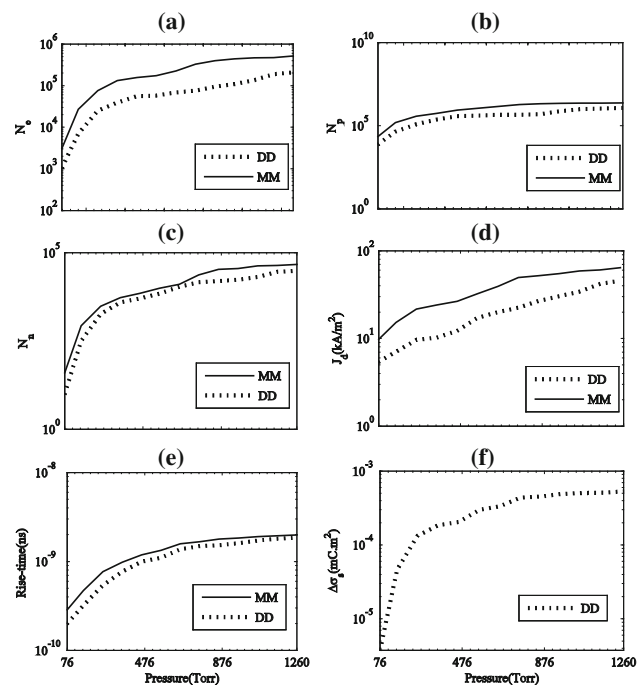 (a)
10^6
10^5
10^4
10^3
10^2
N_e
DD
MM
(b)
10^10
10^5
10^0
N_p
DD
MM
(c)
10^5
10^0
N_n
MM
DD
(d)
10^2
10^1
10^0
J_d(kA/m^2)
DD
MM
(e)
10^-8
10^-9
10^-10
Rise-time(ns)
MM
DD
76 476 876 1260
Pressure(Torr)
(f)
10^-3
10^-4
10^-5
Δσ_s(mC.m^2)
DD
76 476 876 1260
Pressure(Torr)